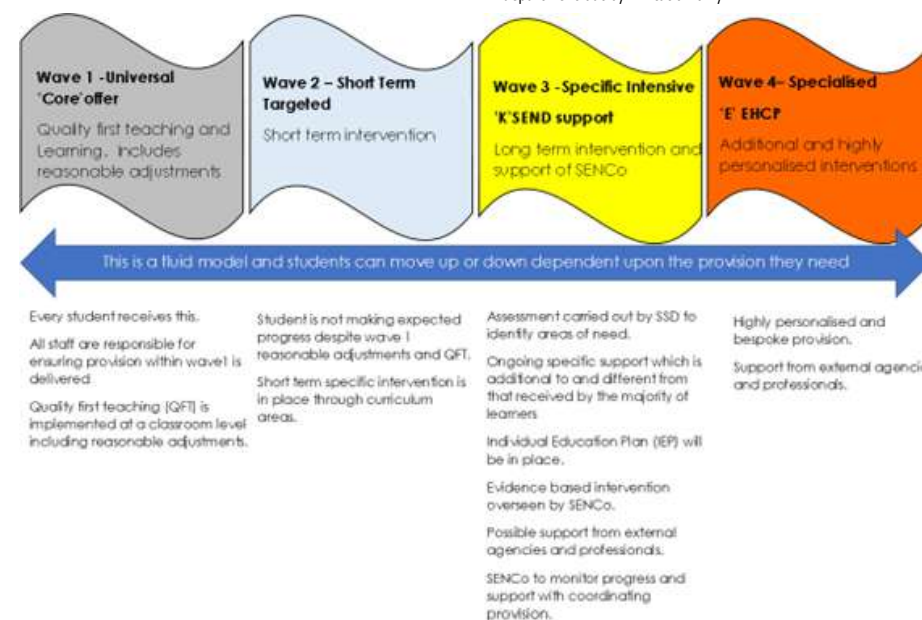 Wave 1 -Universal
'Core' offer
Quality first teaching and
Learning. Includes
reasonable adjustments
Wave 2 – Short Term
Targeted
Short term intervention
Wave 3 -Specific Intensive
'K'SEND support
Long term intervention and
support of SENCo
Wave 4– Specialised
'E' EHCP
Additional and highly
personalised interventions
This is a fluid model and students can move up or down dependent upon the provision they need
Every student receives this.
All staff are responsible for
ensuring provision within wave1 is
delivered
Quality first teaching (QFT) is
implemented at a classroom level
including reasonable adjustments.
Student is not making expected
progress despite wave 1
reasonable adjustments and QFT.
Short term specific intervention is
in place through curriculum
areas.
Assessment carried out by SSD to
identify areas of need.
Ongoing specific support which is
additional to and different from
that received by the majority of
learners
Individual Education Plan (IEP) will
be in place.
Evidence based intervention
overseen by SENCo.
Possible support from external
agencies and professionals.
SENCo to monitor progress and
support with coordinating
provision.
Highly personalised and
bespoke provision.
Support from external agencie
and professionals.